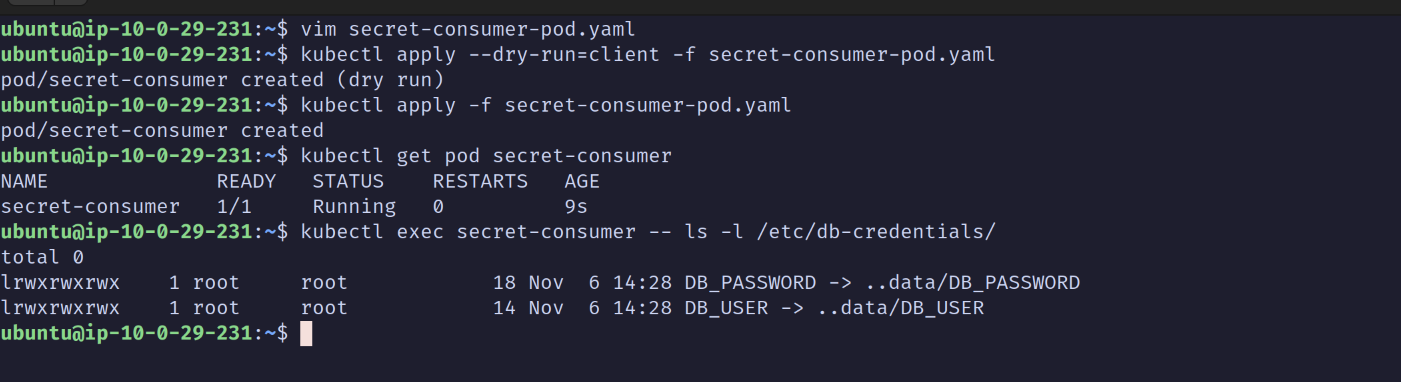 ubuntu@ip-10-0-29-231:~$ vim secret-consumer-pod.yaml
ubuntu@ip-10-0-29-231:~$ kubectl apply --dry-run=client -f secret-consumer-pod.yaml
pod/secret-consumer created (dry run)
ubuntu@ip-10-0-29-231:~$ kubectl apply -f secret-consumer-pod.yaml
pod/secret-consumer created
ubuntu@ip-10-0-29-231:~$ kubectl get pod secret-consumer
NAME              READY   STATUS    RESTARTS   AGE
secret-consumer   1/1     Running   0          9s
ubuntu@ip-10-0-29-231:~$ kubectl exec secret-consumer -- ls -l /etc/db-credentials/
total 0
lrwxrwxrwx    1 root     root            18 Nov  6 14:28 DB_PASSWORD -> ..data/DB_PASSWORD
lrwxrwxrwx    1 root     root            14 Nov  6 14:28 DB_USER -> ..data/DB_USER
ubuntu@ip-10-0-29-231:~$